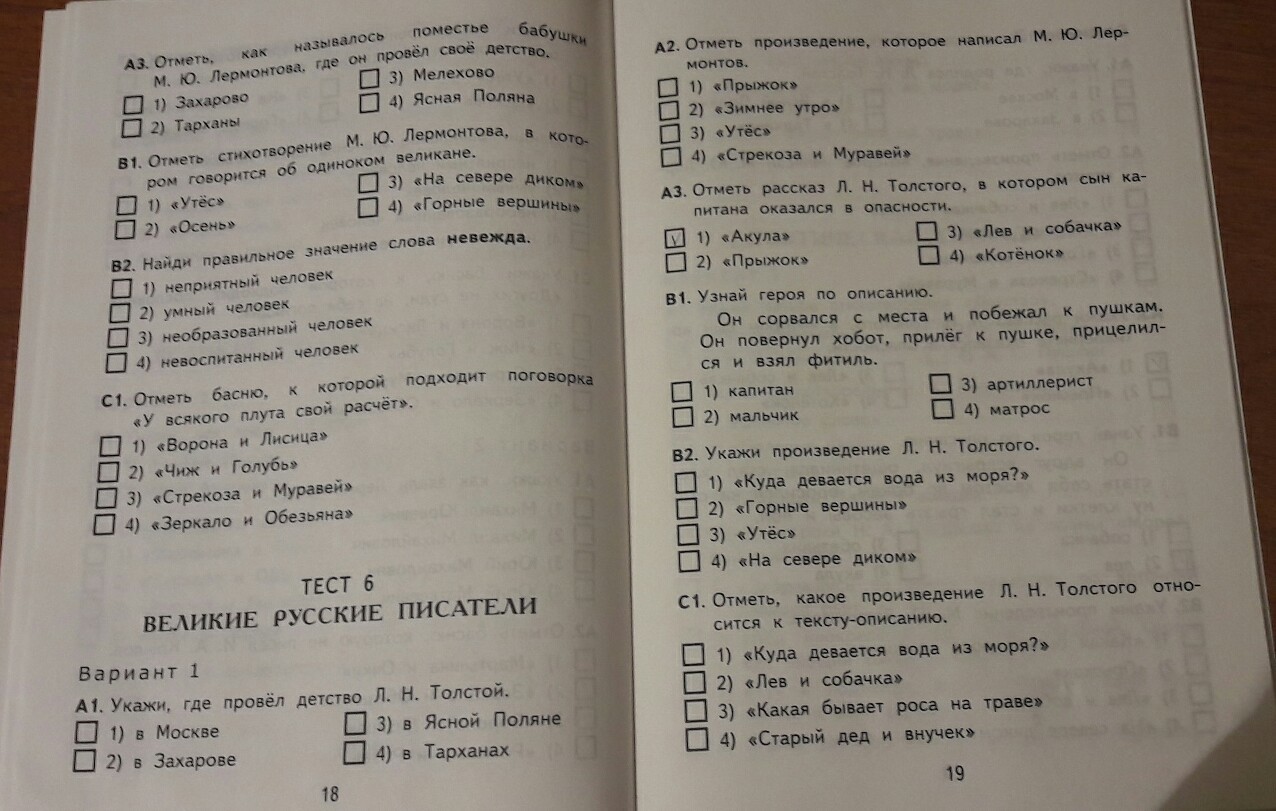 А3. Отметь, как называлось поместье бабушки
М. Ю. Лермонтова, где он провёл своё детство.
1) Захарово
2) Тарханы
3) Мелехово
4) Ясная Поляна
В1. Отметь стихотворение М. Ю. Лермонтова, в кото-
ром говорится об одиноком великане.
1) «Утёс»
2) «Осень»
3) «На севере диком»
4) «Горные вершины»
В2. Найди правильное значение слова невежда.
1) неприятный человек
2) умный человек
3) необразованный человек
4) невоспитанный человек
С1. Отметь басню, к которой подходит поговорка
«У всякого плута свой расчёт».
1) «Ворона и Лисица»
2) «Чиж и Голубь»
3) «Стрекоза и Муравей»
4) «Зеркало и Обезьяна»
ТЕСТ 6
ВЕЛИКИЕ РУССКИЕ ПИСАТЕЛИ
Вариант 1
А1. Укажи, где провёл детство Л. Н. Толстой.
1) в Москве
2) в Захарове
3) в Ясной Поляне
4) в Тарханах
18
А2. Отметь произведение, которое написал М. Ю. Лер-
монтов.
1) «Прыжок»
2) «Зимнее утро»
3) «Утёс»
4) «Стрекоза и Муравей»
А3. Отметь рассказ Л. Н. Толстого, в котором сын ка-
питана оказался в опасности.
1) «Акула»
2) «Прыжок»
3) «Лев и собачка»
4) «Котёнок»
В1. Узнай героя по описанию.
Он сорвался с места и побежал к пушкам.
Он повернул хобот, прилёг к пушке, прицелил-
ся и взял фитиль.
1) капитан
2) мальчик
3) артиллерист
4) матрос
В2. Укажи произведение Л. Н. Толстого.
1) «Куда девается вода из моря?»
2) «Горные вершины»
3) «Утёс»
4) «На севере диком»
С1. Отметь, какое произведение Л. Н. Толстого отно-
сится к тексту-описанию.
1) «Куда девается вода из моря?»
2) «Лев и собачка»
3) «Какая бывает роса на траве»
4) «Старый дед и внучек»
19